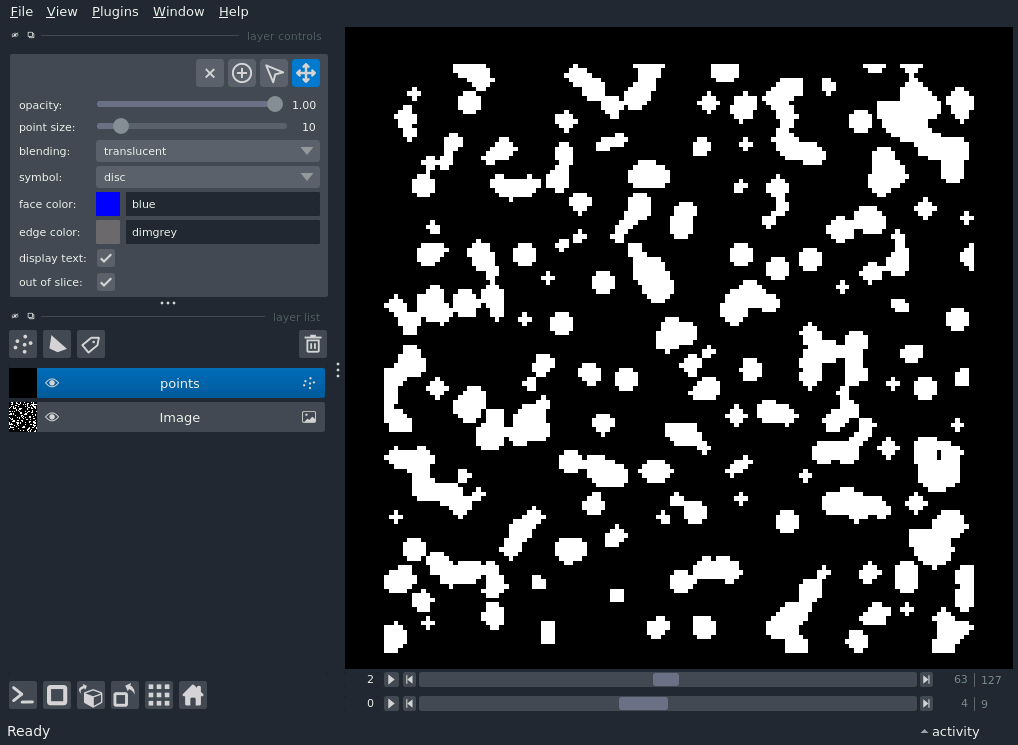 File View Plugins Window Help
layer controls
opacity: 1.00
point size: 10
blending: translucent
symbol: disc
face color: blue
edge color: dimgrey
display text:
out of slice:
layer list
points
Image
2 63 127
0 4 9
Ready activity